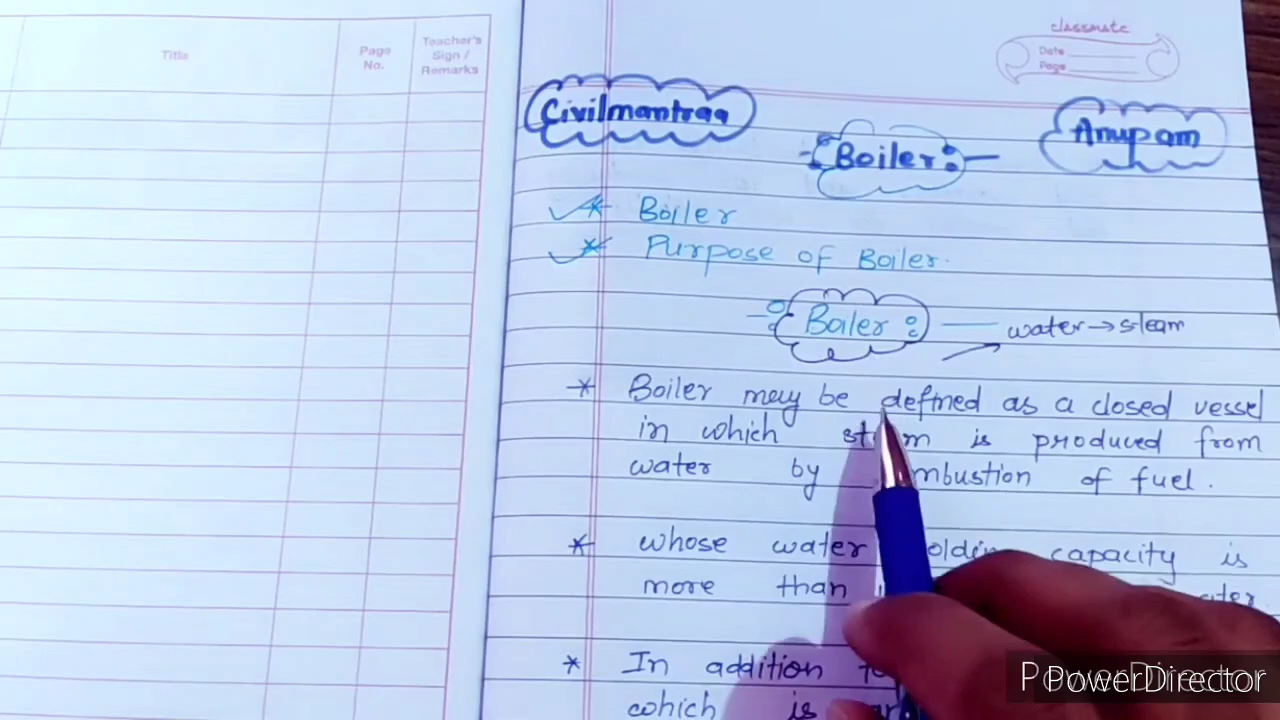 Title
Page No.
Teacher's Sign / Remarks
classmate
Date
Page
Civilmantraa
Boiler
Anupam
* Boiler
* Purpose of Boiler.
Boiler
water → steam
* Boiler may be defined as a closed vessel
in which is produced from
water by of fuel.
* whose water capacity is
more than
* In addition
which is
PowerDirector
PowerDirector